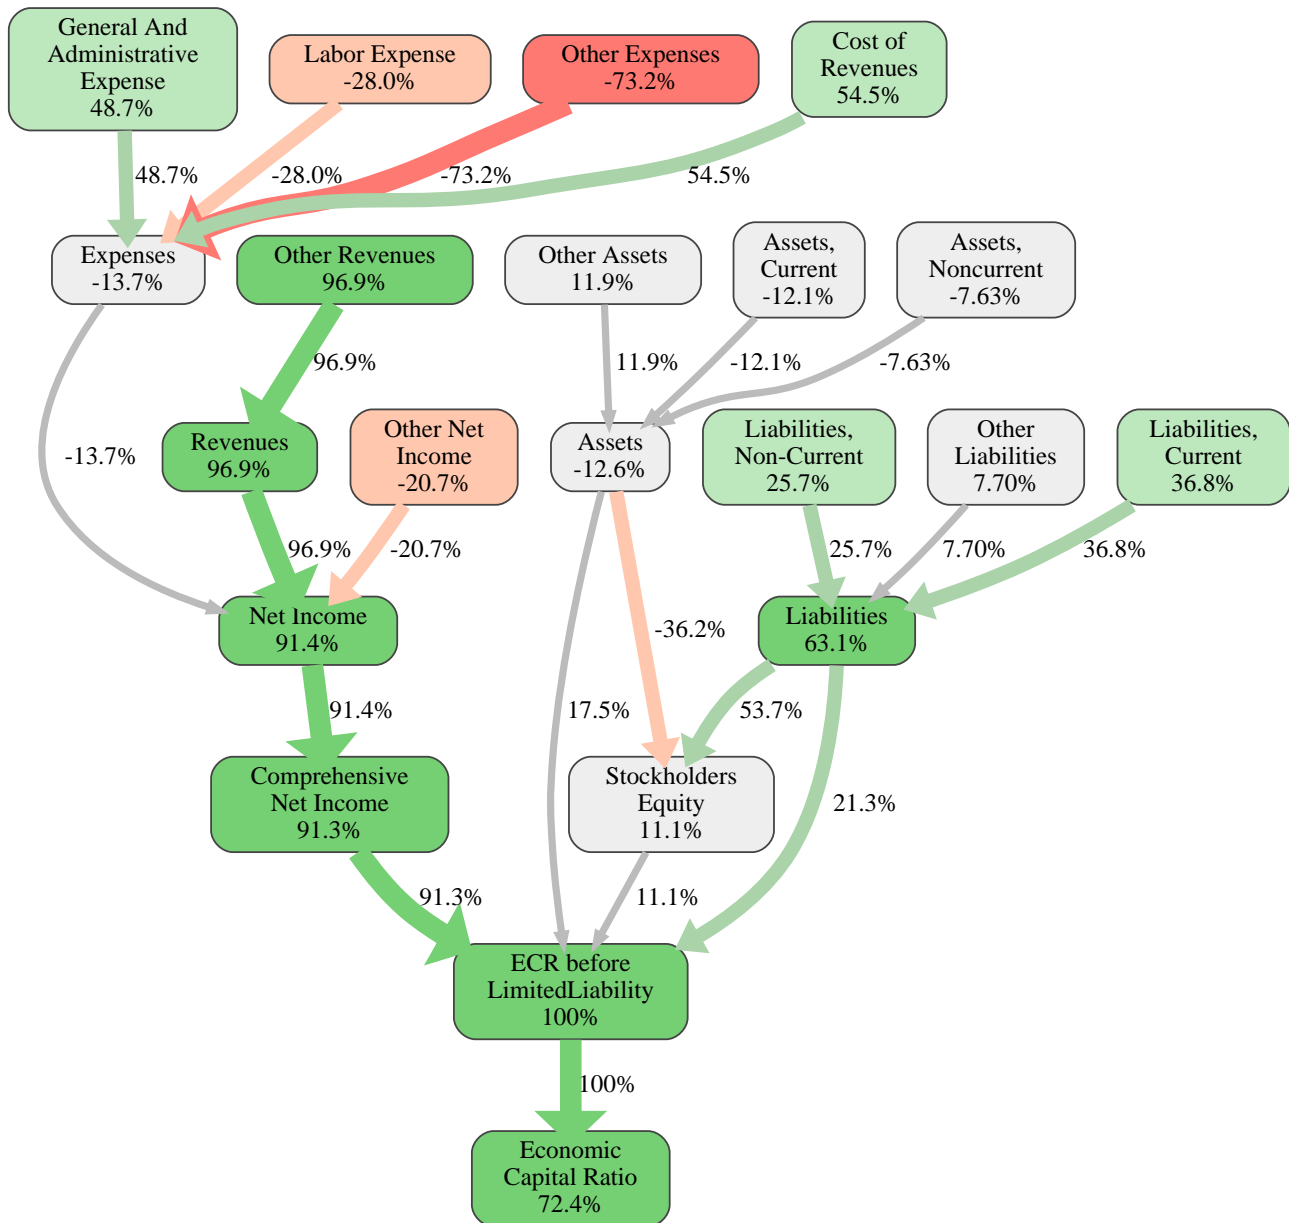 General And
Administrative
Expense
48.7%
Labor Expense
-28.0%
Other Expenses
-73.2%
Cost of
Revenues
54.5%
48.7%
-28.0%
-73.2%
54.5%
Expenses
-13.7%
Other Revenues
96.9%
Other Assets
11.9%
Assets,
Current
-12.1%
Assets,
Noncurrent
-7.63%
96.9%
11.9%
-12.1%
-7.63%
-13.7%
Revenues
96.9%
Other Net
Income
-20.7%
Assets
-12.6%
Liabilities,
Non-Current
25.7%
Other
Liabilities
7.70%
Liabilities,
Current
36.8%
96.9%
-20.7%
25.7%
7.70%
36.8%
Net Income
91.4%
-36.2%
Liabilities
63.1%
91.4%
17.5%
53.7%
Comprehensive
Net Income
91.3%
Stockholders
Equity
11.1%
21.3%
91.3%
11.1%
ECR before
LimitedLiability
100%
100%
Economic
Capital Ratio
72.4%